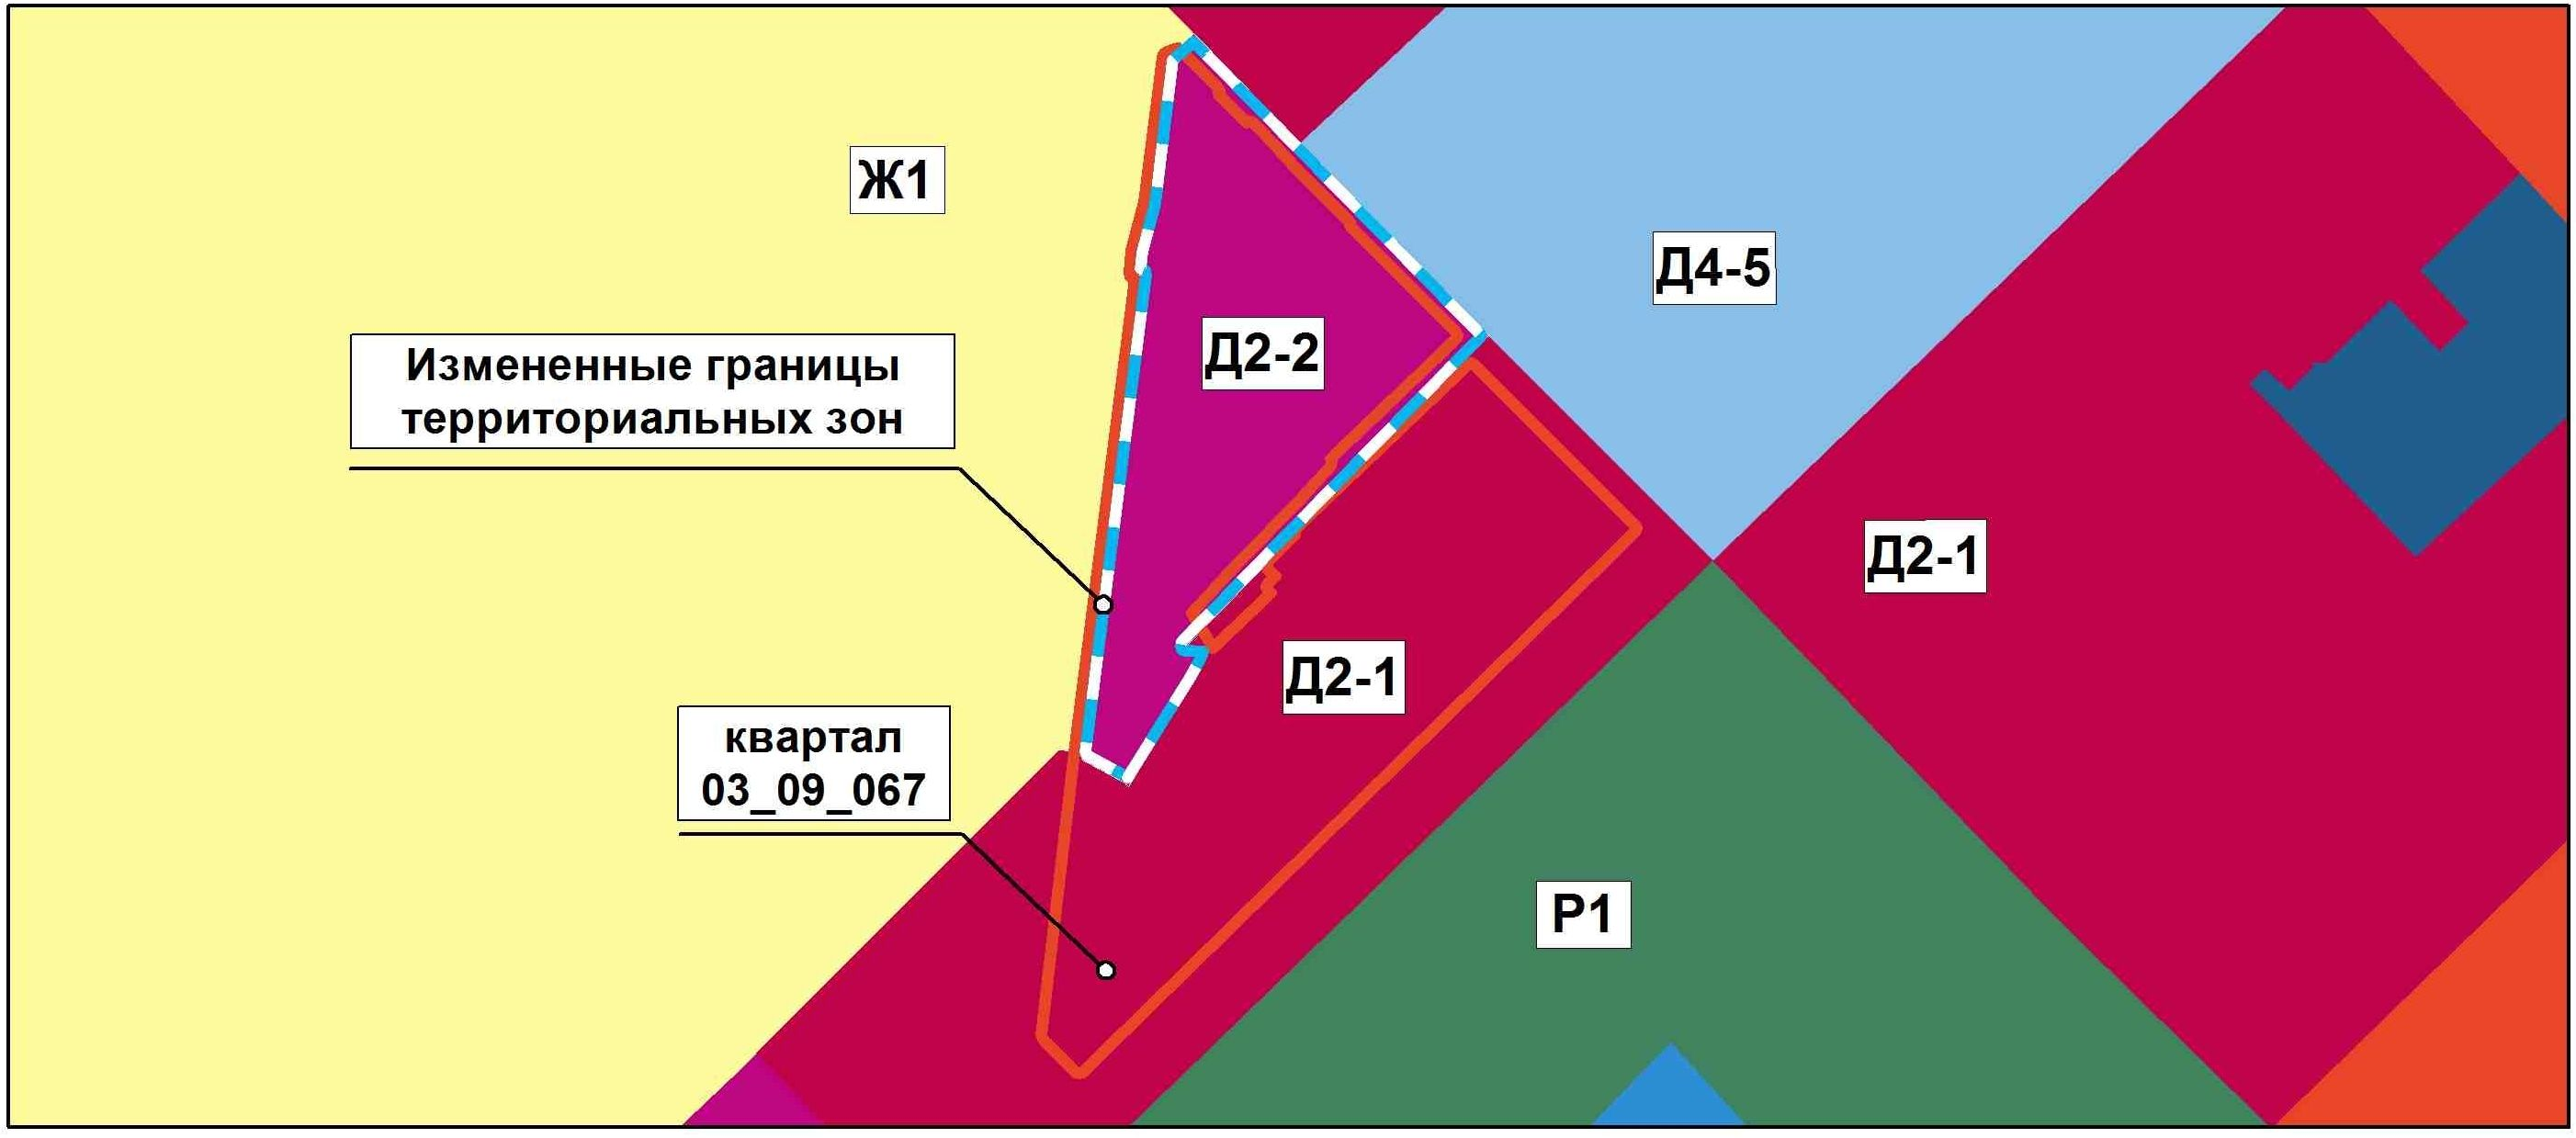 Ж1
Д4-5
Д2-2
Измененные границы
территориальных зон
Д2-1
Д2-1
квартал
03_09_067
Р1